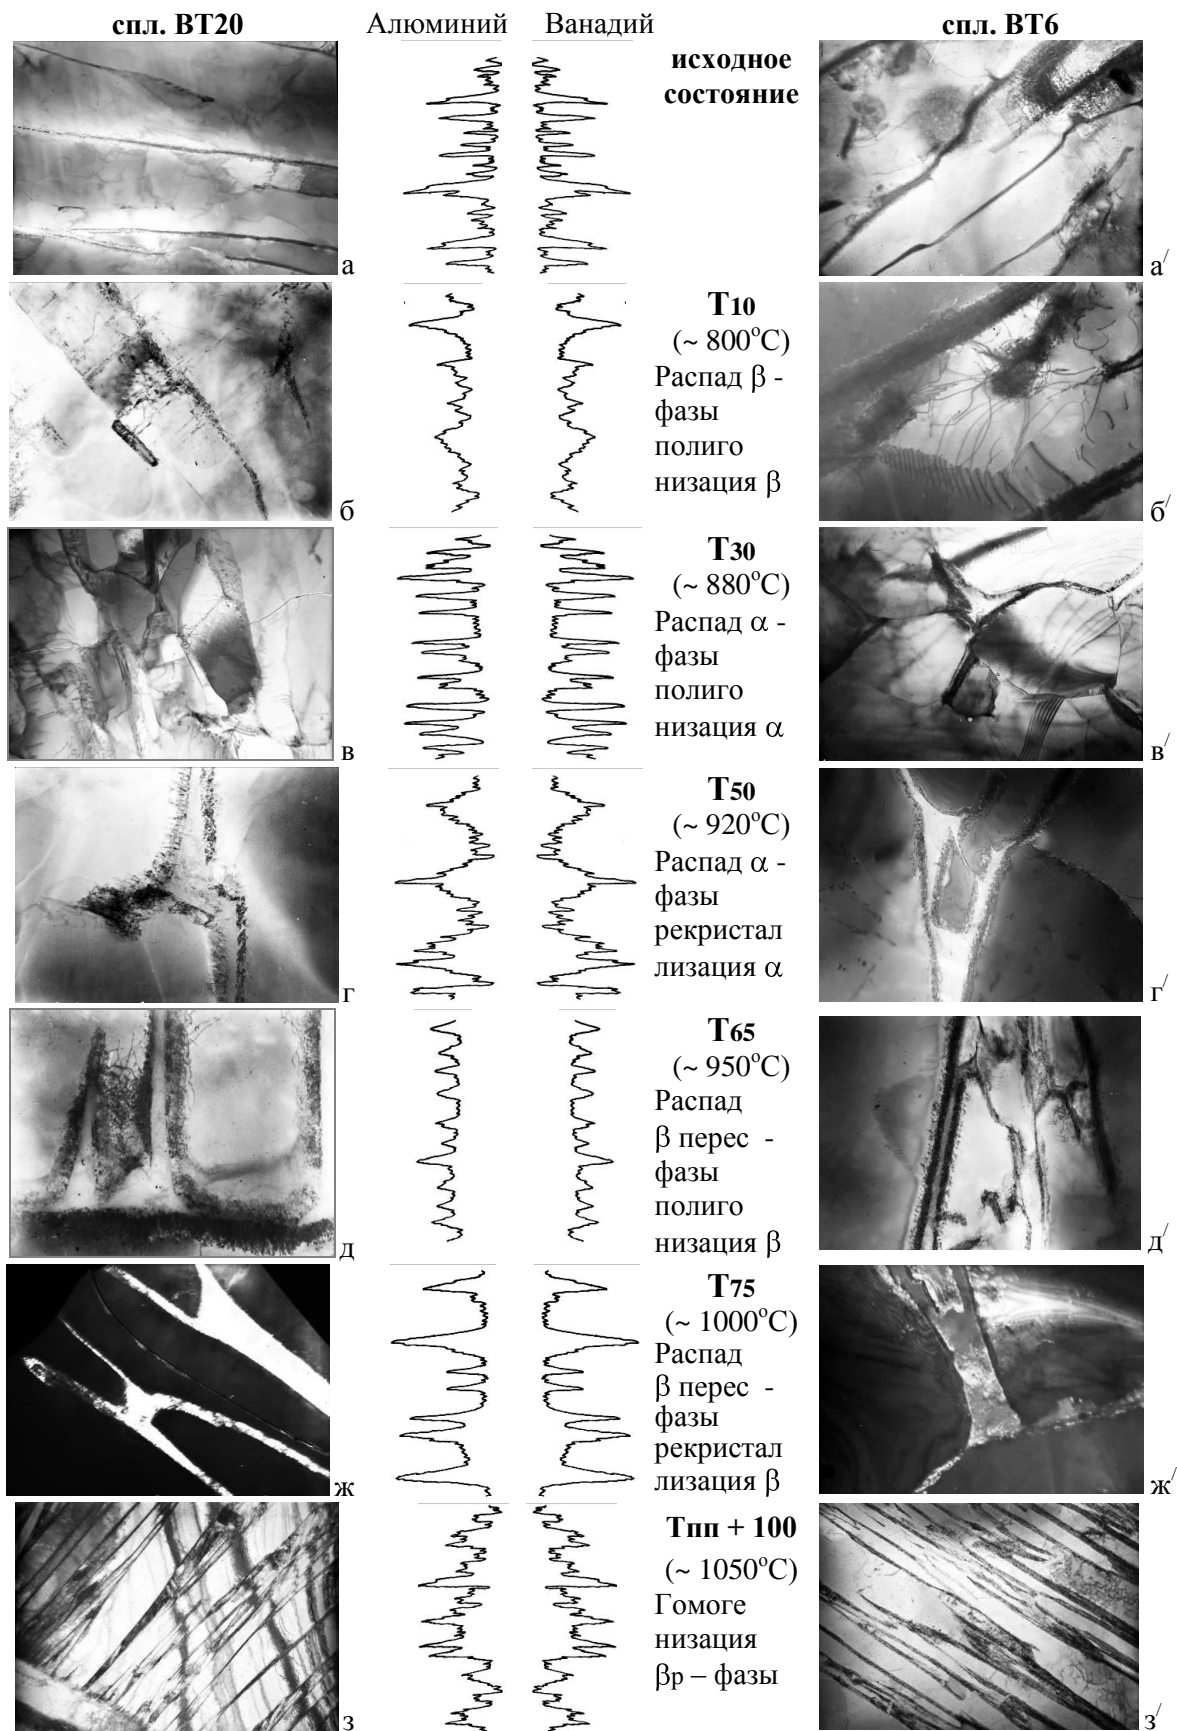 спл. ВТ20 Алюминий Ванадий спл. ВТ6
исходное
состояние
а а/
Т10
(~ 800°С)
Распад β -
фазы
полиго
низация β
б б/
Т30
(~ 880°С)
Распад α -
фазы
полиго
низация α
в в/
Т50
(~ 920°С)
Распад α -
фазы
рекристал
лизация α
г г/
Т65
(~ 950°С)
Распад
β перес -
фазы
полиго
низация β
д д/
Т75
(~ 1000°С)
Распад
β перес -
фазы
рекристал
лизация β
ж ж/
Тпп + 100
(~ 1050°С)
Гомоге
низация
βр – фазы
з з/